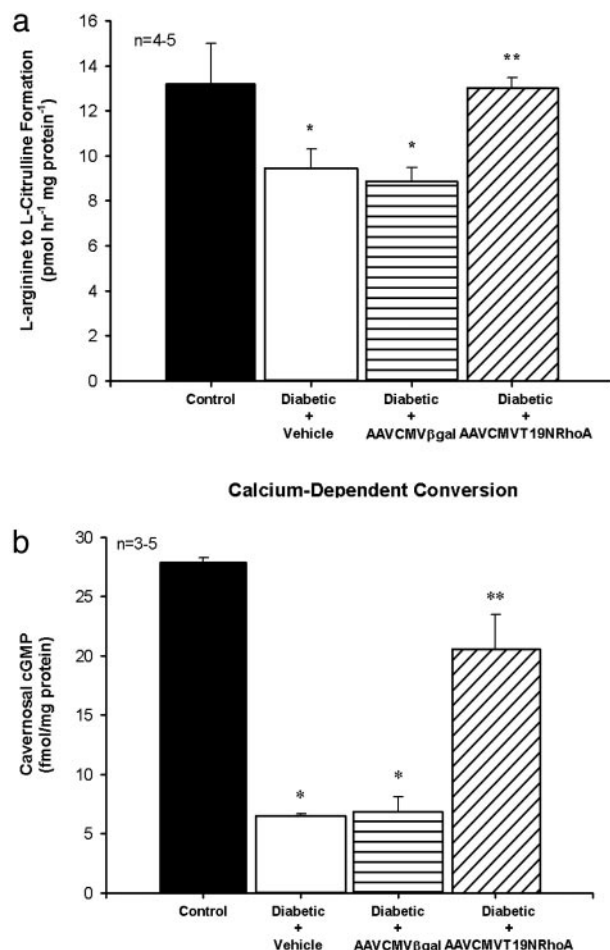 a
n=4-5
L-arginine to L-Citrulline Formation
(pmol hr⁻¹ mg protein⁻¹)
16
14
12
10
8
6
4
2
0
*
*
**
Control
Diabetic
+
Vehicle
Diabetic
+
AAVCMVβgal
Diabetic
+
AAVCMVT19NRhoA
Calcium-Dependent Conversion
b
n=3-5
Cavernosal cGMP
(fmol/mg protein)
30
25
20
15
10
5
0
*
*
**
Control
Diabetic
+
Vehicle
Diabetic
+
AAVCMVβgal
Diabetic
+
AAVCMVT19NRhoA